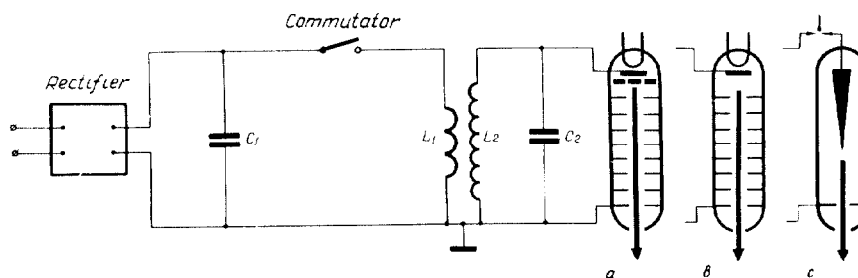 Commutator
Rectifier
C₁
L₁
L₂
C₂
a
в
c